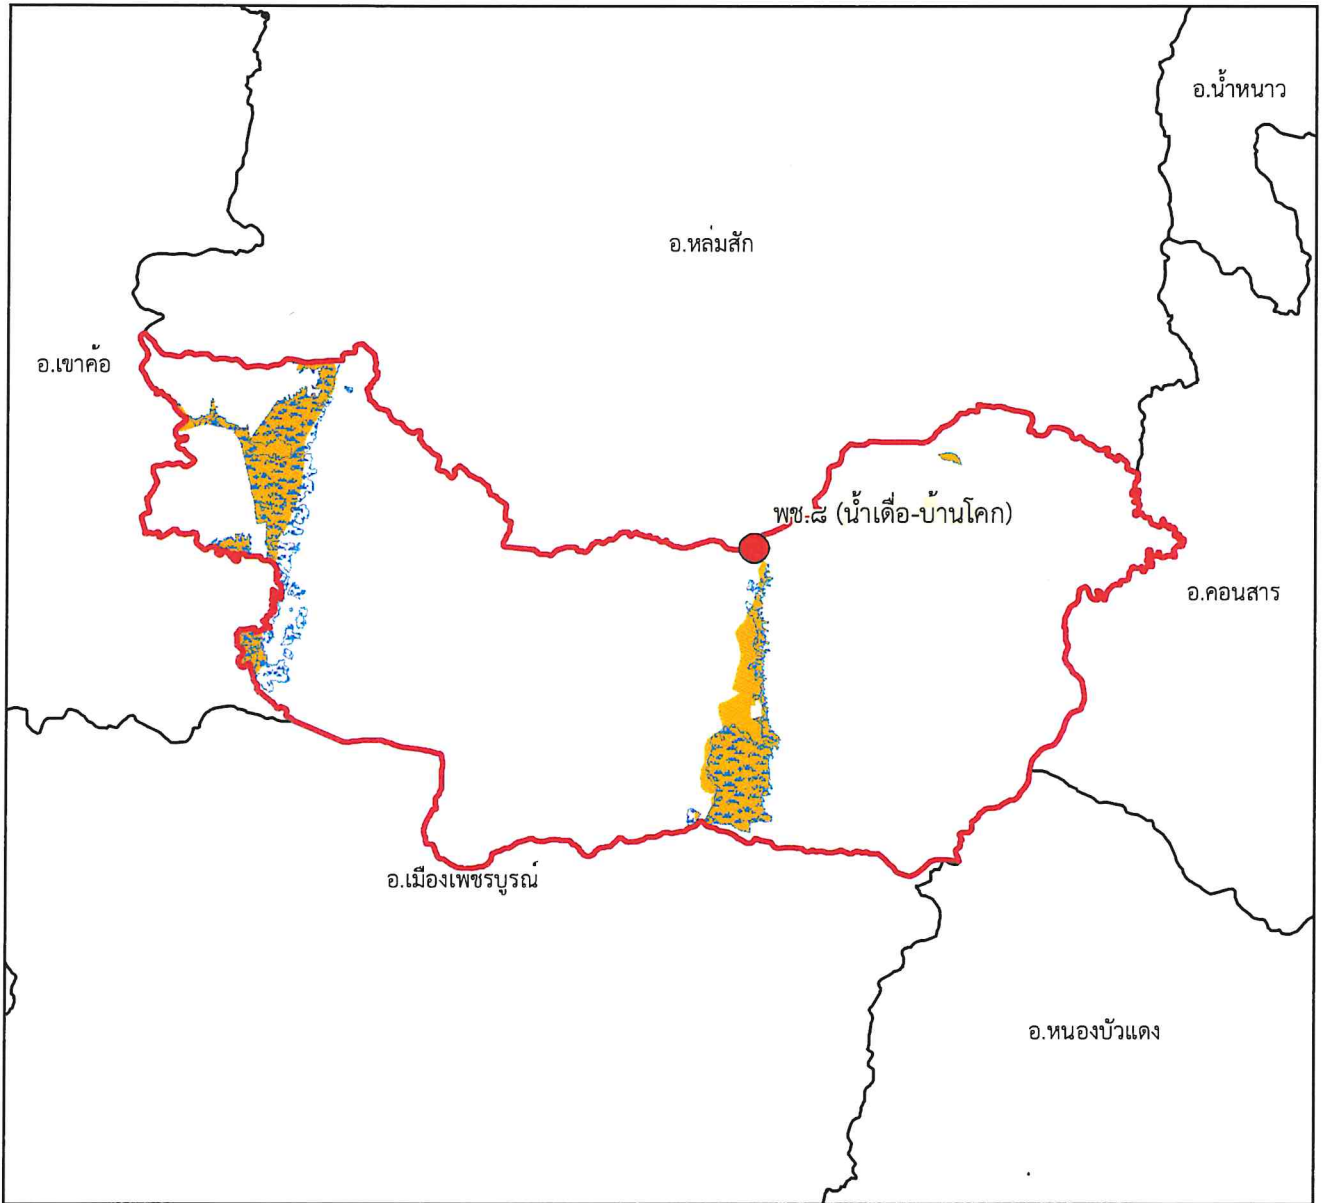 อ.น้ำหนาว
อ.หล่มสัก
อ.เขาค้อ
พช.๘ (น้ำเดื่อ-บ้านโคก)
อ.คอนสาร
อ.เมืองเพชรบูรณ์
อ.หนองบัวแดง